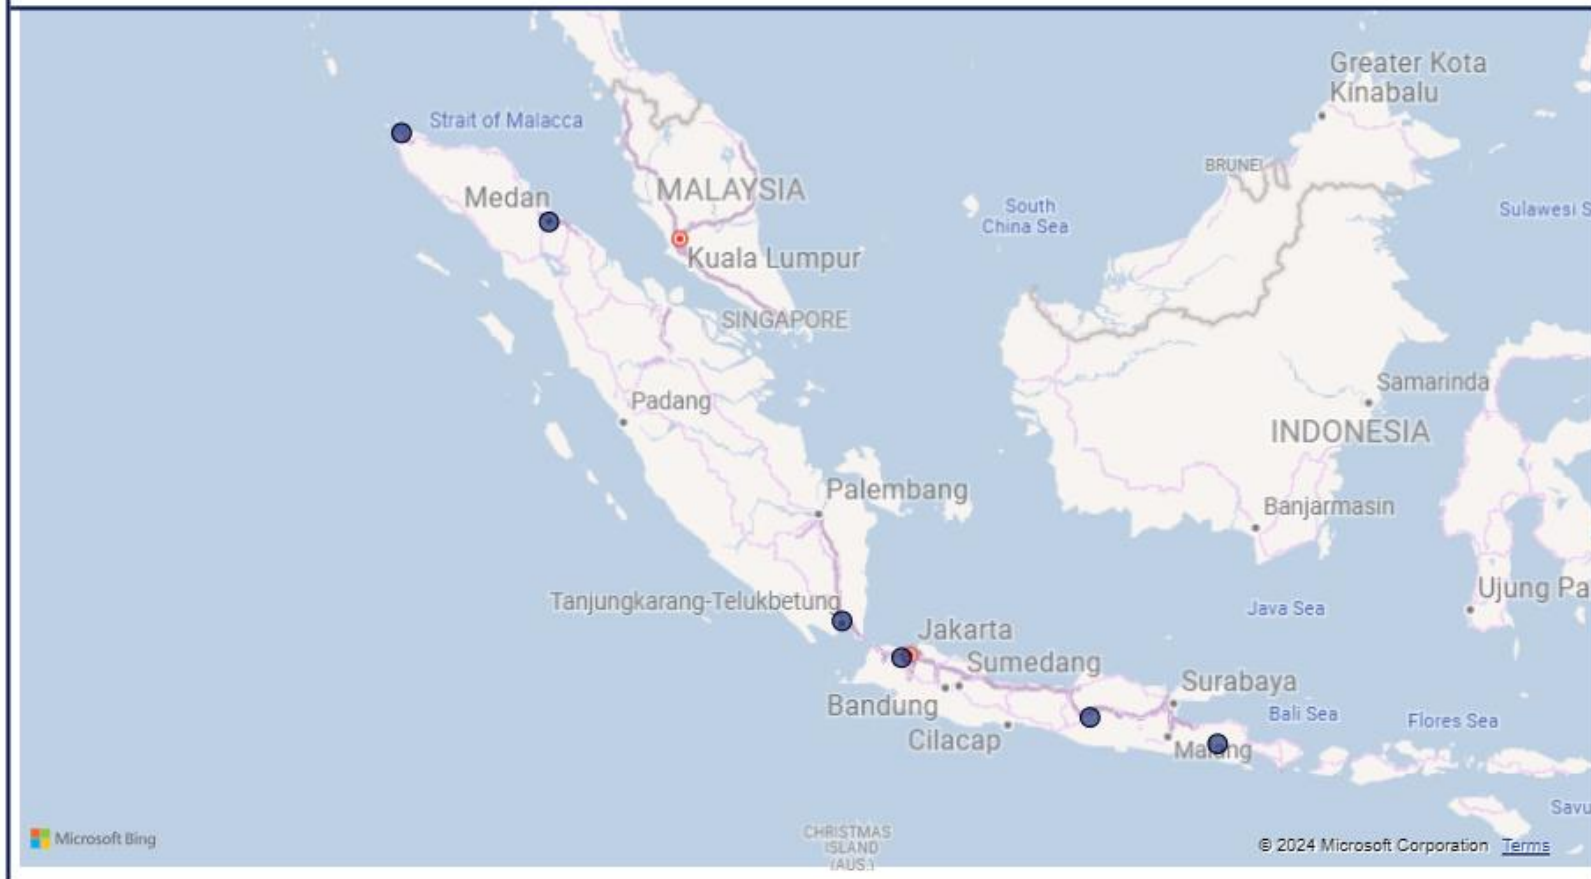 Greater Kota
Kinabalu
Strait of Malacca
BRUNEI
Medan
MALAYSIA
South
China Sea
Sulawesi S
Kuala Lumpur
SINGAPORE
Samarinda
Padang
INDONESIA
Palembang
Banjarmasin
Ujung Pa
Tanjungkarang-Telukbetung
Java Sea
Jakarta
Sumedang
Surabaya
Bandung
Bali Sea
Flores Sea
Cilacap
Malang
Savu
Microsoft Bing
CHRISTMAS
ISLAND
(AUS.)
© 2024 Microsoft Corporation Terms